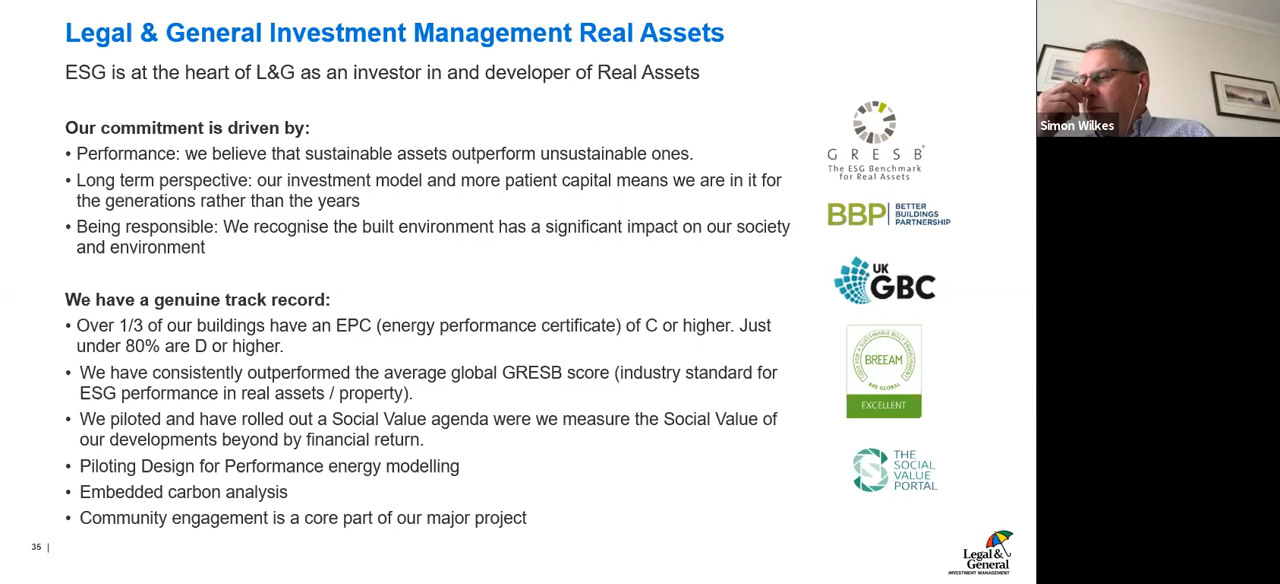 Legal & General Investment Management Real Assets
ESG is at the heart of L&G as an investor in and developer of Real Assets
Our commitment is driven by:
• Performance: we believe that sustainable assets outperform unsustainable ones.
• Long term perspective: our investment model and more patient capital means we are in it for
the generations rather than the years
• Being responsible: We recognise the built environment has a significant impact on our society
and environment
We have a genuine track record:
• Over 1/3 of our buildings have an EPC (energy performance certificate) of C or higher. Just
under 80% are D or higher.
• We have consistently outperformed the average global GRESB score (industry standard for
ESG performance in real assets / property).
• We piloted and have rolled out a Social Value agenda were we measure the Social Value of
our developments beyond by financial return.
• Piloting Design for Performance energy modelling
• Embedded carbon analysis
• Community engagement is a core part of our major project
35 |
G R E S B
The ESG Benchmark
for Real Assets
BBP | BETTER
BUILDINGS
PARTNERSHIP
UK
GBC
BREEAM
BRE GLOBAL
EXCELLENT
THE
SOCIAL
VALUE
PORTAL
Legal &
General
INVESTMENT MANAGEMENT
Simon Wilkes